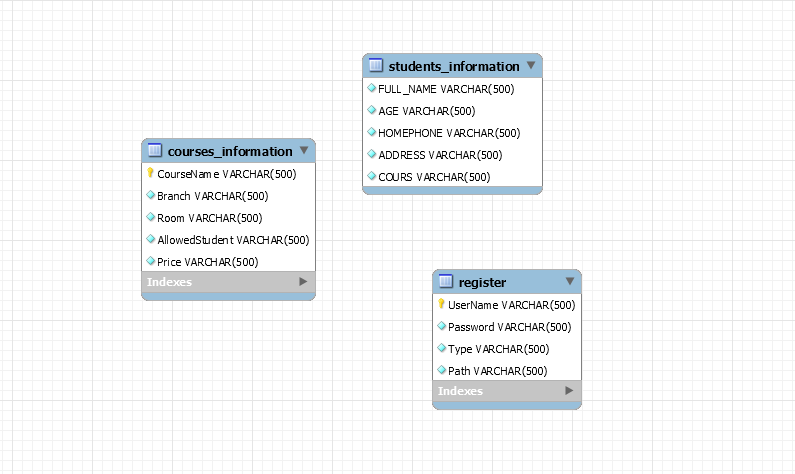 students_information
FULL_NAME VARCHAR(500)
AGE VARCHAR(500)
HOMEPHONE VARCHAR(500)
ADDRESS VARCHAR(500)
COURS VARCHAR(500)
courses_information
CourseName VARCHAR(500)
Branch VARCHAR(500)
Room VARCHAR(500)
AllowedStudent VARCHAR(500)
Price VARCHAR(500)
Indexes
register
UserName VARCHAR(500)
Password VARCHAR(500)
Type VARCHAR(500)
Path VARCHAR(500)
Indexes